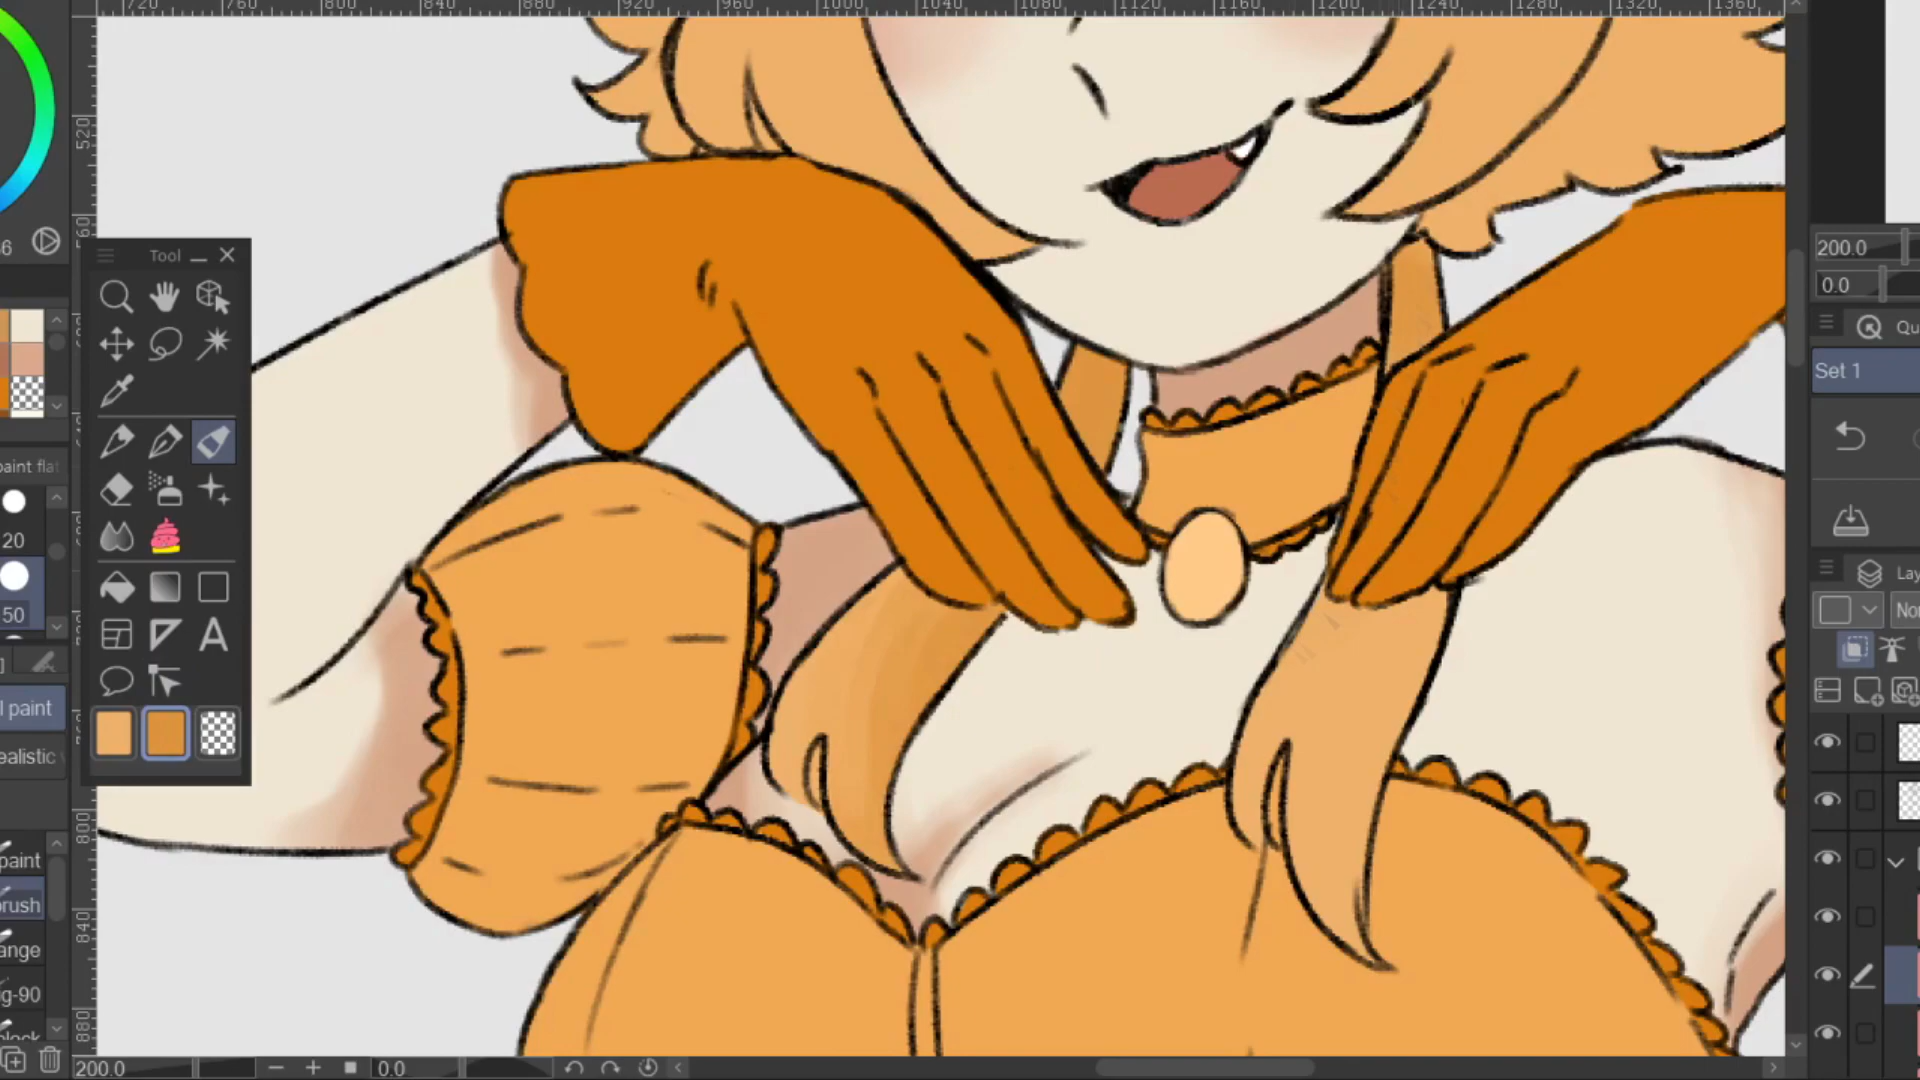 720 760 800 840 880 920 960 1000 1040 1080 1120 1160 1200 1240 1280 1320 1360
520
560
Tool
200.0
0.0
Qu
Set 1
paint flat
20
50
l paint
ealistic
Lay
Nor
A
paint
rush
ange
g-90
800
840
880
200.0
0.0